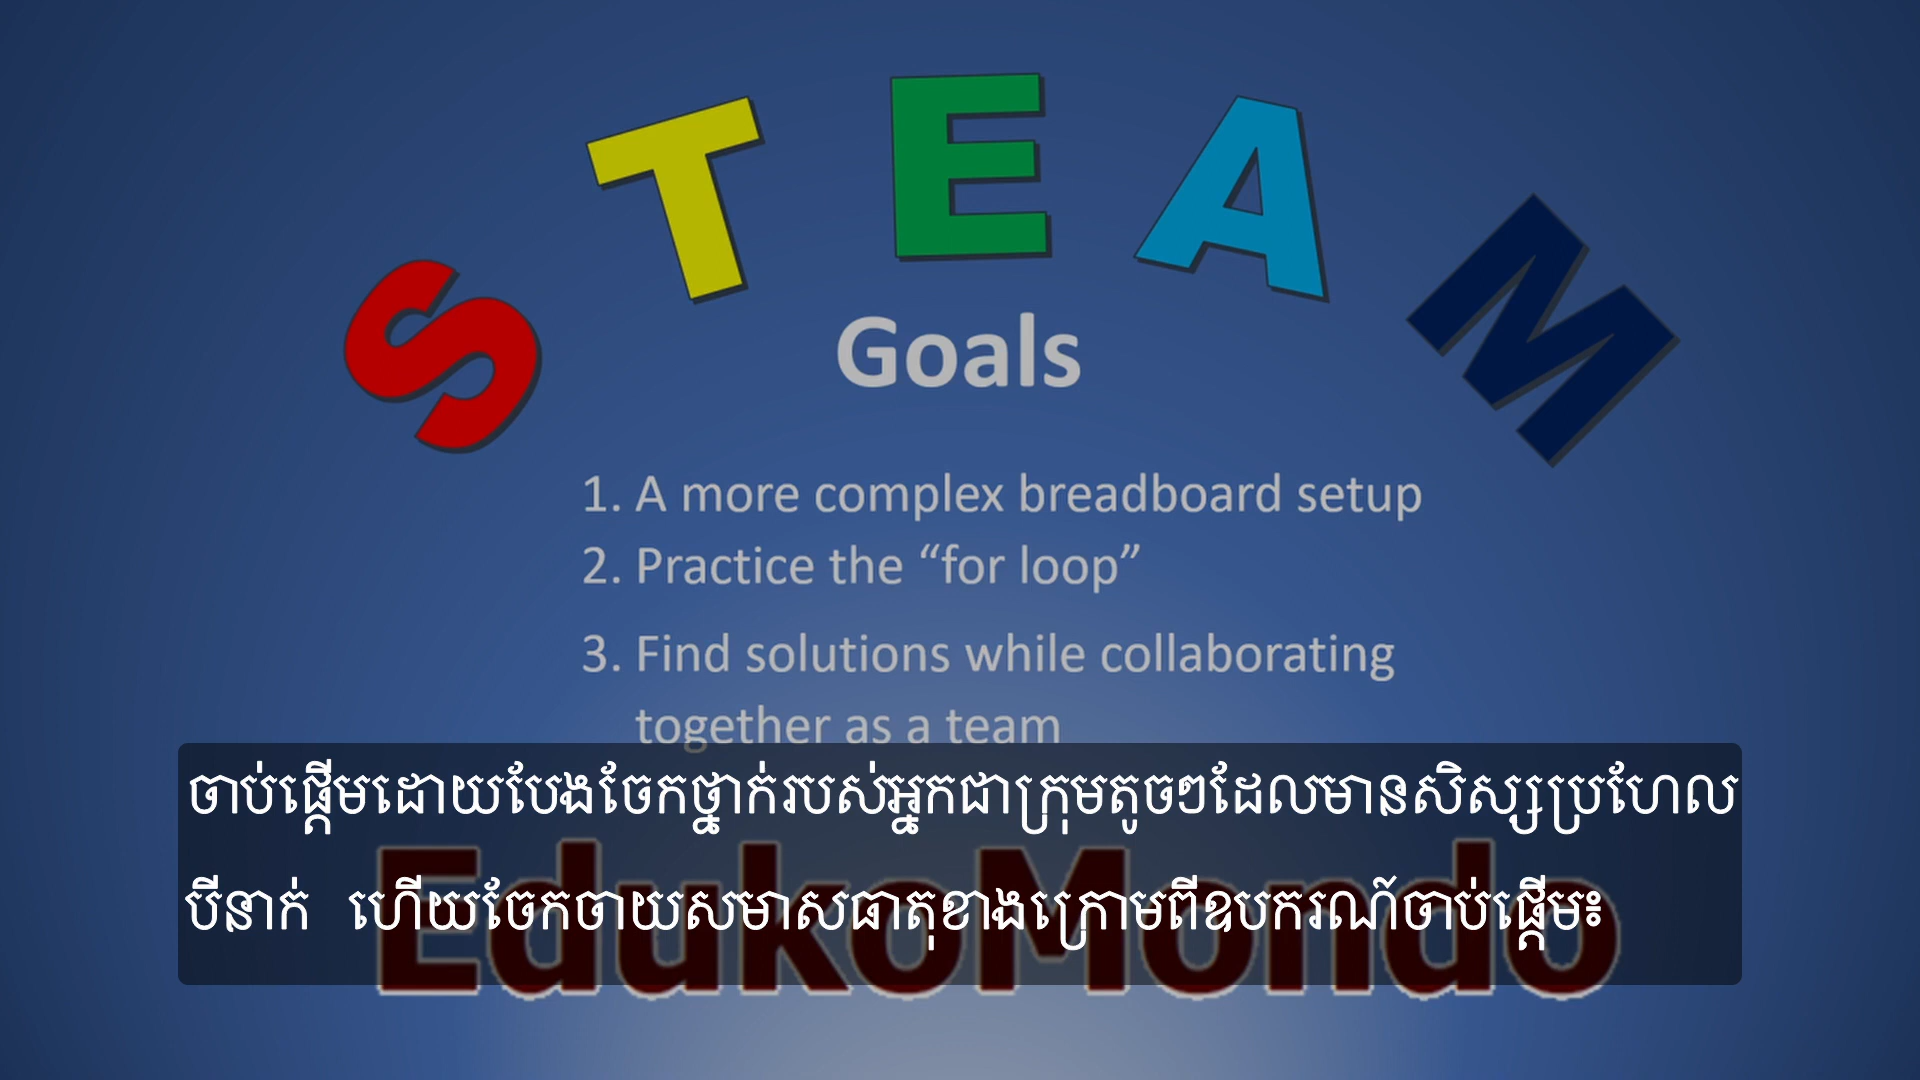 STEAM
Goals
1. A more complex breadboard setup
2. Practice the “for loop”
3. Find solutions while collaborating
together as a team
ចាប់ផ្តើមដោយបែងចែកថ្នាក់របស់អ្នកជាក្រុមតូចៗដែលមានសិស្សប្រហែល
បីនាក់ ហើយចែកចាយសមាសធាតុខាងក្រោមពីឧបករណ៍ចាប់ផ្តើម៖
EdukoMondo